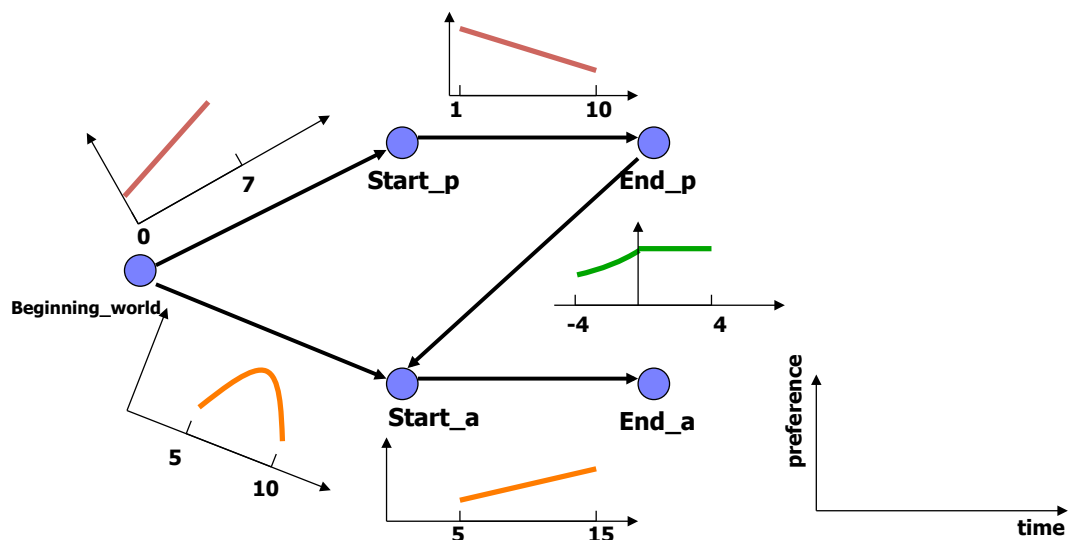 1
10
7
Start_p
End_p
0
Beginning_world
-4
4
preference
Start_a
End_a
5
10
5
15
time